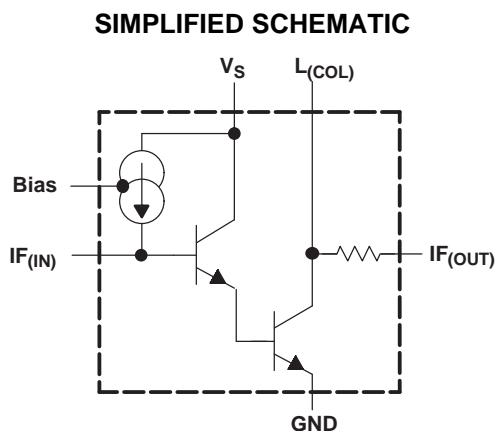 SIMPLIFIED SCHEMATIC
VS L(COL)
Bias
IF(IN)
IF(OUT)
GND